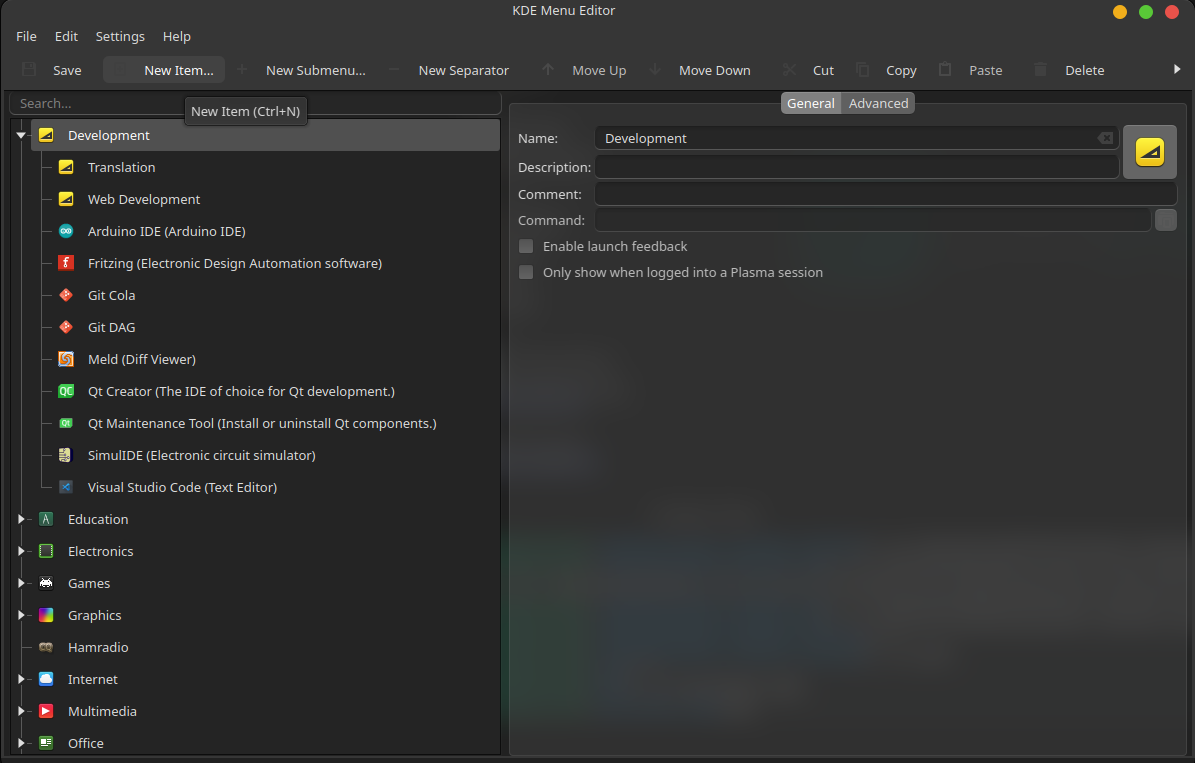 KDE Menu Editor
File Edit Settings Help
Save New Item... New Submenu... New Separator Move Up Move Down Cut Copy Paste Delete
Search...
New Item (Ctrl+N)
General Advanced
Development
Translation
Web Development
Arduino IDE (Arduino IDE)
Fritzing (Electronic Design Automation software)
Git Cola
Git DAG
Meld (Diff Viewer)
QC Qt Creator (The IDE of choice for Qt development.)
Qt Qt Maintenance Tool (Install or uninstall Qt components.)
SimulIDE (Electronic circuit simulator)
Visual Studio Code (Text Editor)
Education
Electronics
Games
Graphics
Hamradio
Internet
Multimedia
Office
Name: Development
Description:
Comment:
Command:
Enable launch feedback
Only show when logged into a Plasma session